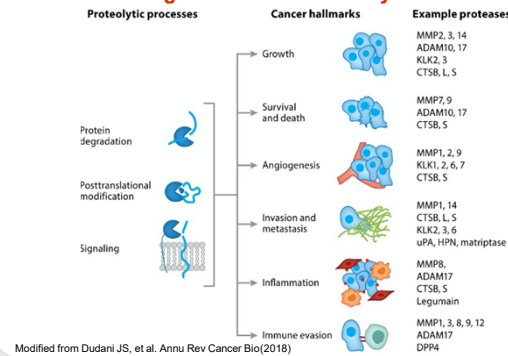 Proteolytic processes
Cancer hallmarks
Example proteases
Growth
MMP2, 3, 14
ADAM10, 17
KLK2, 3
CTSB, L, S
Survival
and death
MMP7, 9
ADAM10, 17
CTSB, S
Protein
degradation
Angiogenesis
MMP1, 2, 9
KLK1, 2, 6, 7
CTSB, S
Posttranslational
modification
Invasion and
metastasis
MMP1, 14
CTSB, L, S
KLK2, 3, 6
uPA, HPN, matriptase
Signaling
Inflammation
MMP8,
ADAM17
CTSB, S
Legumain
Immune evasion
MMP1, 3, 8, 9, 12
ADAM17
DPP4
Modified from Dudani JS, et al. Annu Rev Cancer Bio(2018)